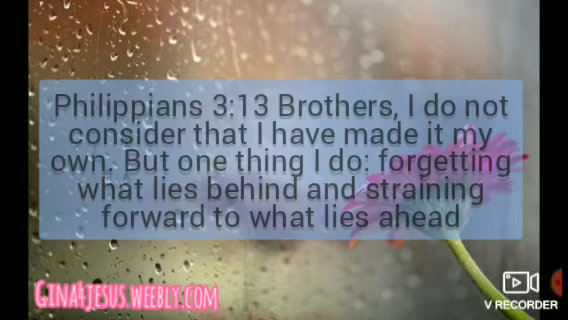 Philippians 3:13 Brothers, I do not
consider that I have made it my
own. But one thing I do: forgetting
what lies behind and straining
forward to what lies ahead
Gina4jesus.weebly.com
V RECORDER